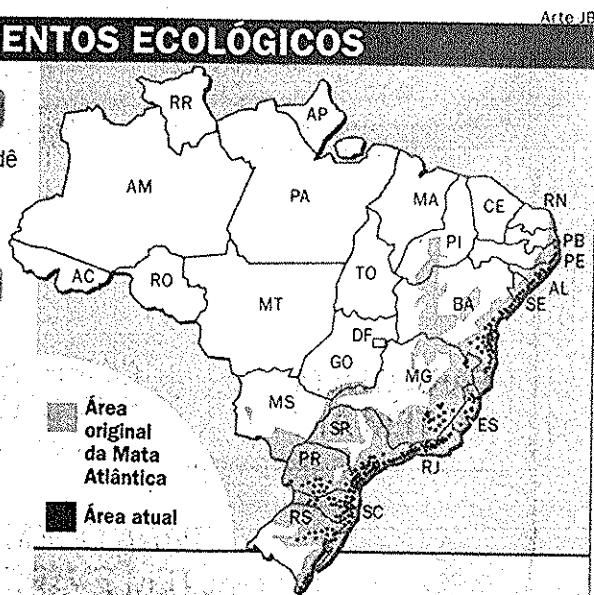 Arte JB
ENTOS ECOLÓGICOS
dê
RR
AP
AM
PA
MA
CE
RN
PB
PE
AL
SE
PI
AC
RO
TO
BA
MT
DF
GO
MG
MS
ES
SP
RJ
PR
SC
RS
Área
original
da Mata
Atlântica
Área atual